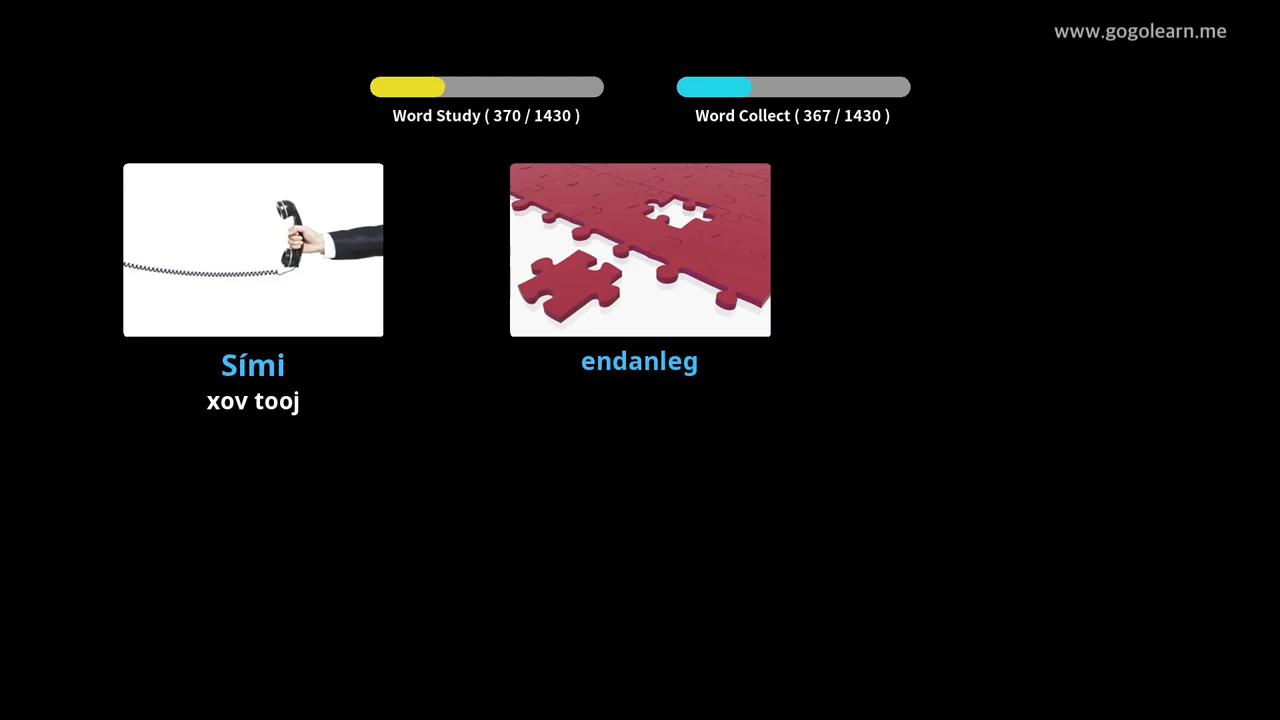 www.gogolearn.me
Word Study ( 370 / 1430 )
Word Collect ( 367 / 1430 )
Sími
xov tooj
endanleg